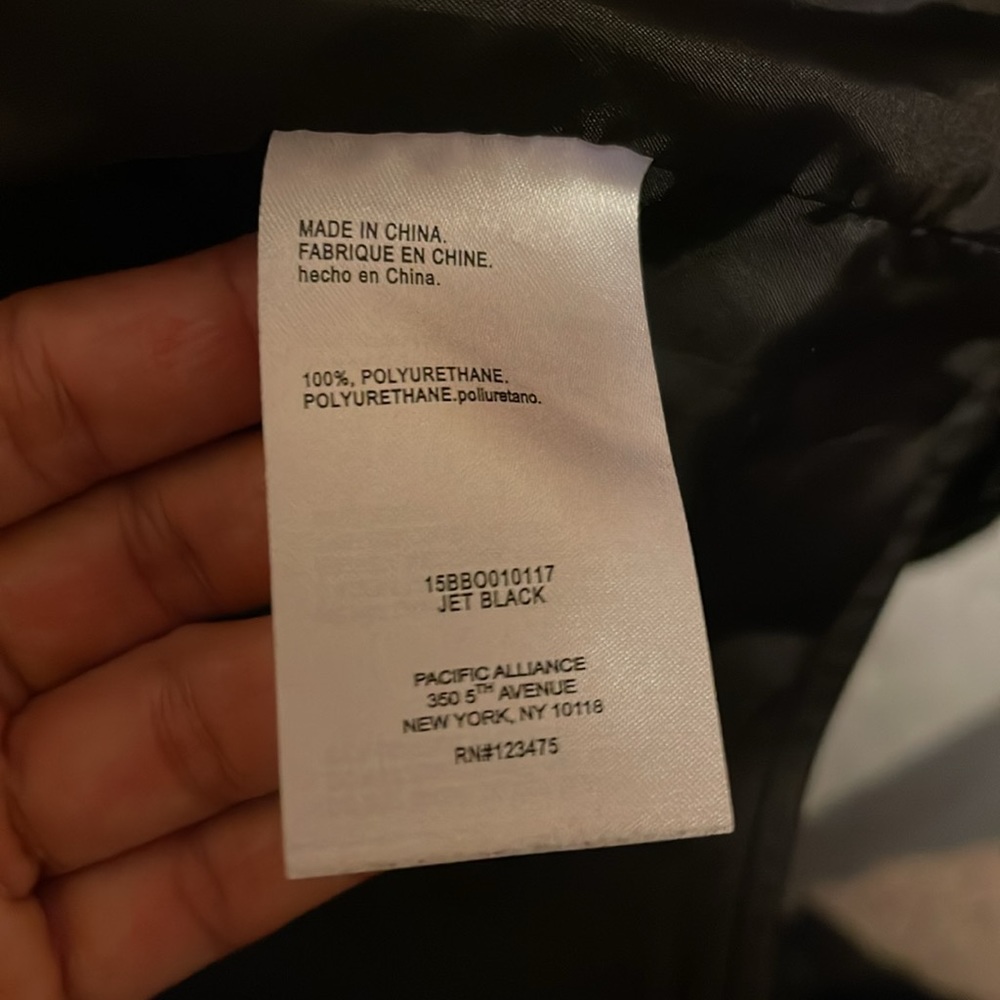 MADE IN CHINA.
FABRIQUE EN CHINE.
hecho en China.
100%, POLYURETHANE.
POLYURETHANE.poliuretano.
15BBO010117
JET BLACK
PACIFIC ALLIANCE
350 5TH AVENUE
NEW YORK, NY 10118
RN#123475